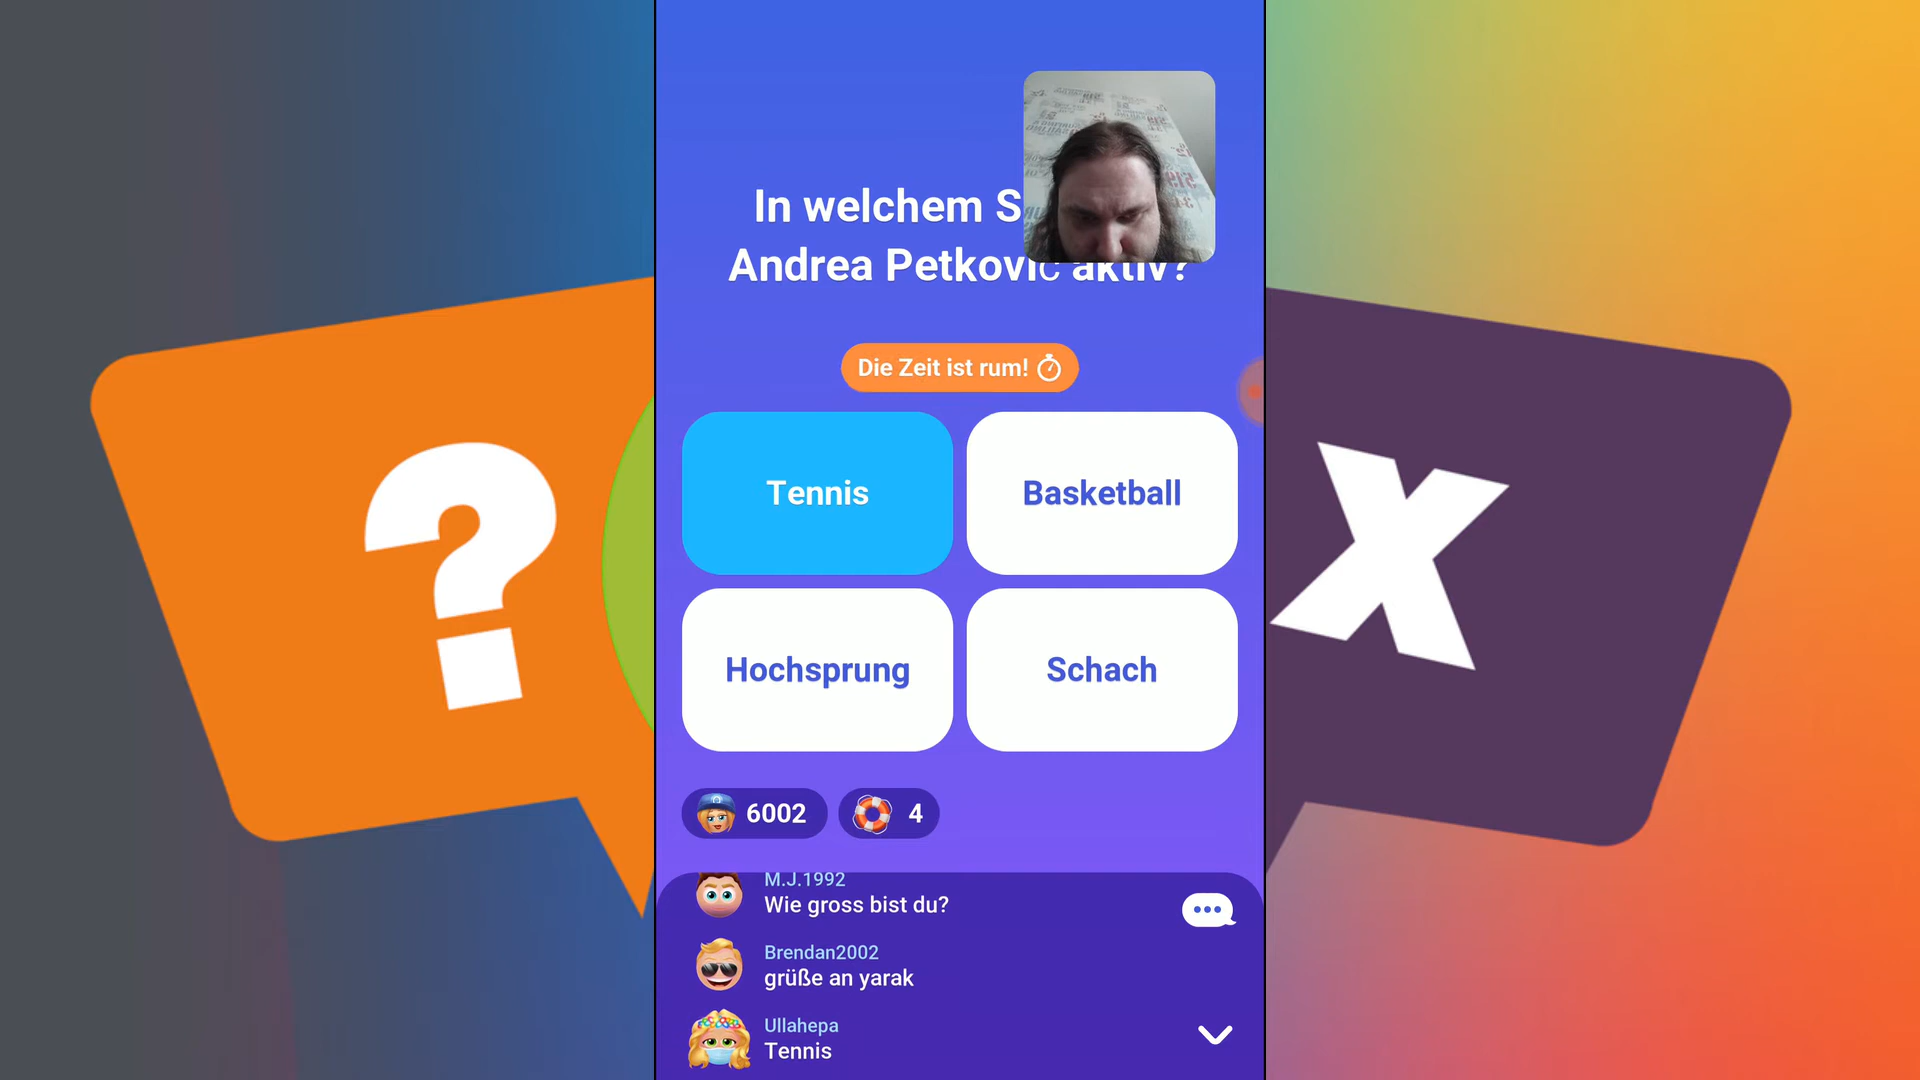 In welchem S
Andrea Petkovic aktiv?
Die Zeit ist rum!
Tennis
Basketball
Hochsprung
Schach
6002
4
M.J.1992
Wie gross bist du?
Brendan2002
grüße an yarak
Ullahepa
Tennis
?
X